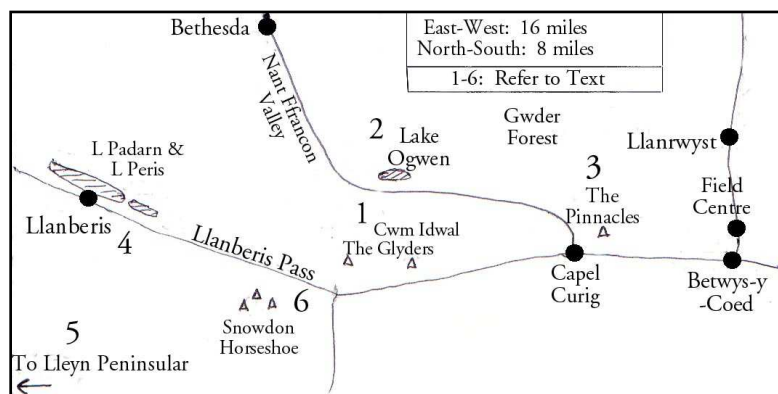 Bethesda
East-West: 16 miles
North-South: 8 miles
1-6: Refer to Text
Nant Ffrancon
Valley
2
Lake
Ogwen
Gwder
Forest
Llanrwyst
L Padarn &
L Peris
3
The
Pinnacles
Field
Centre
Llanberis
4
Llanberis Pass
1
Cwm Idwal
The Glyders
Capel
Curig
Betwys-y
-Coed
6
Snowdon
Horseshoe
5
To Lleyn Peninsular